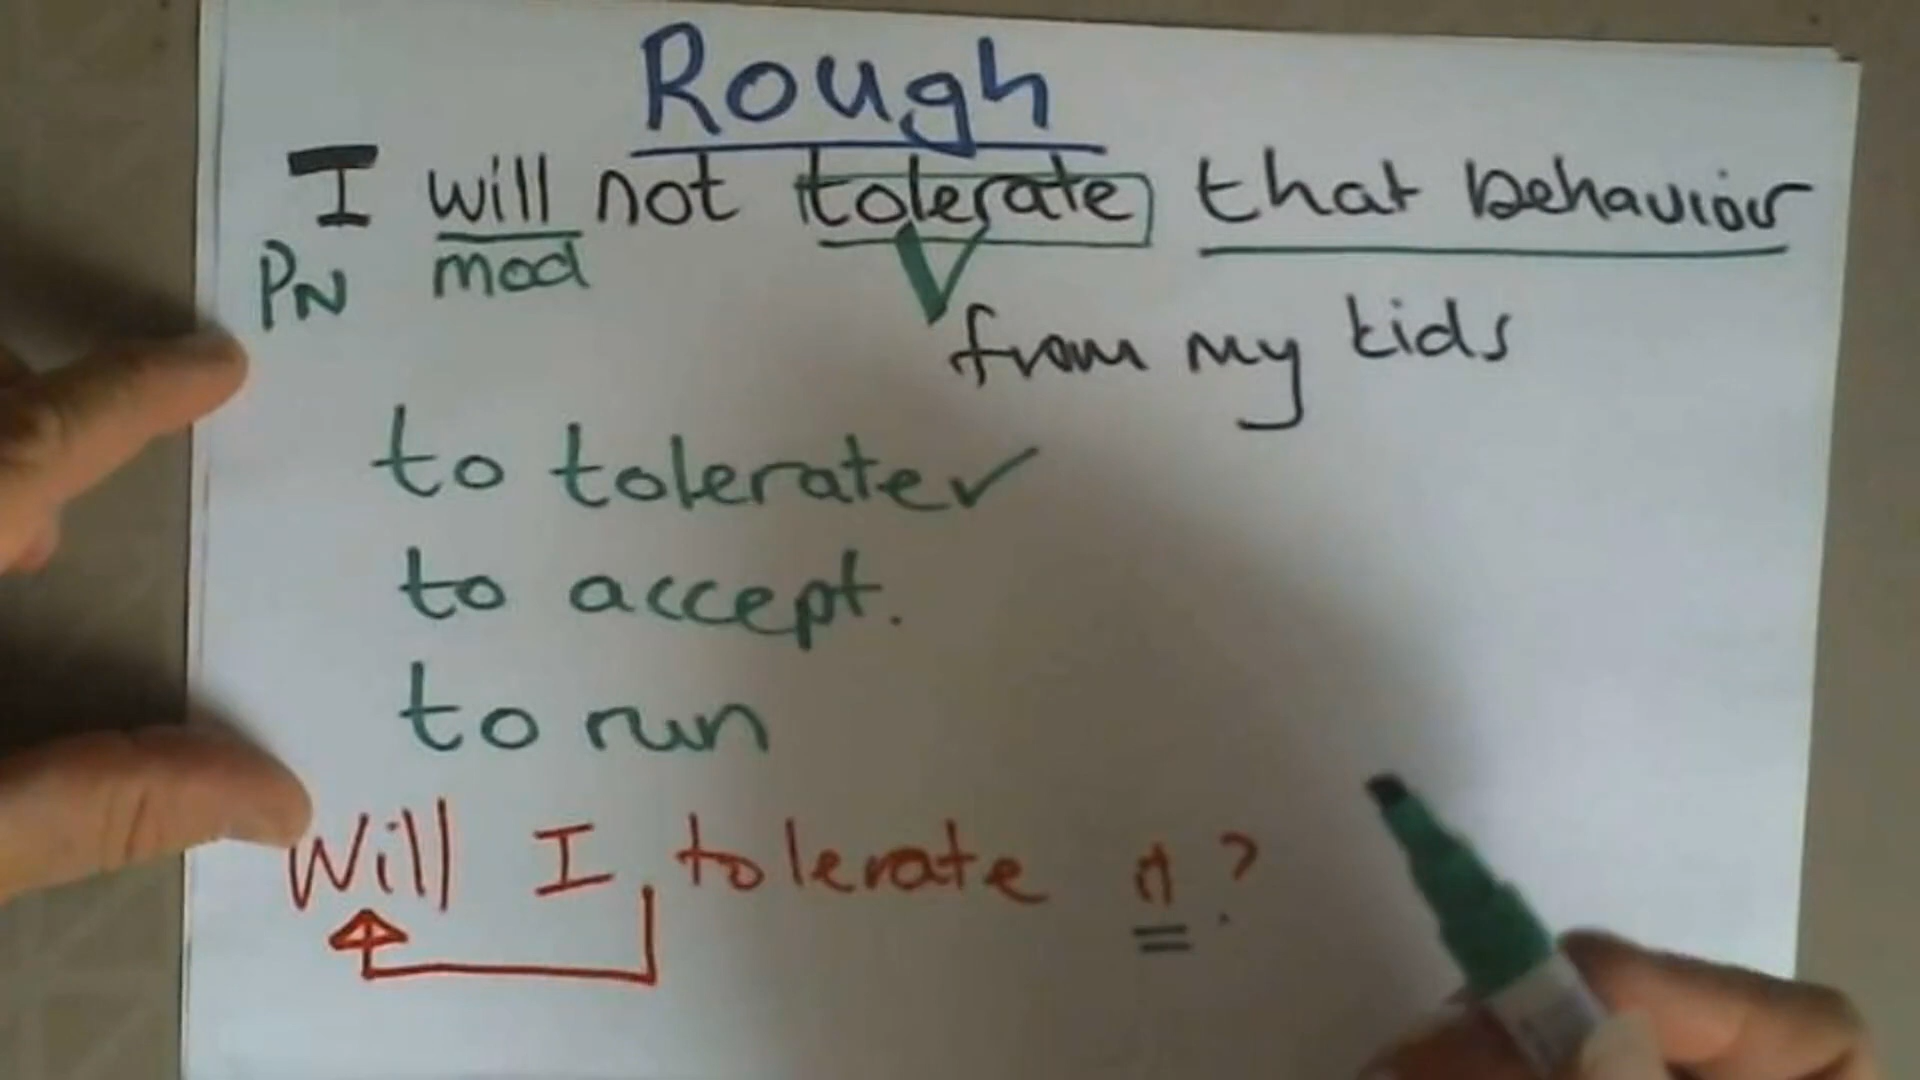 Rough
I will not tolerate that behavior
PN mod V
from my kids
to tolerate
to accept.
to run
Will I tolerate it?